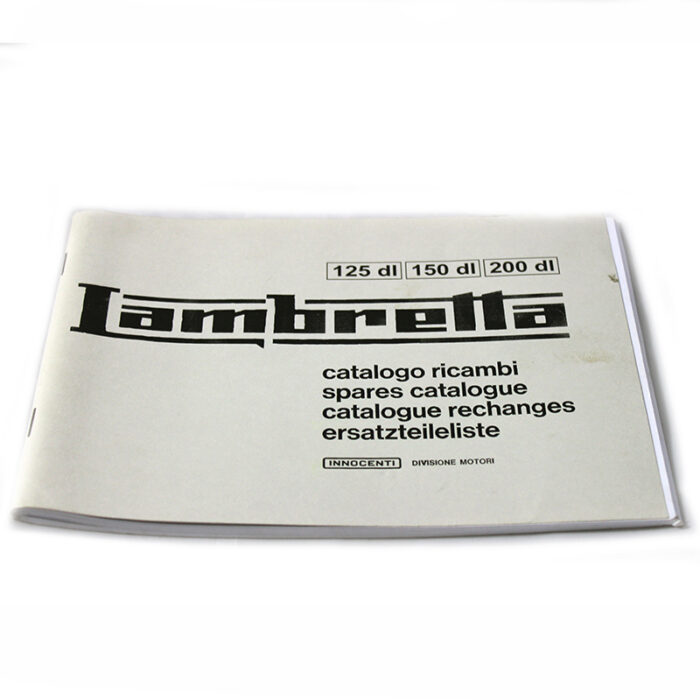 125 dl 150 dl 200 dl
Lambretta
catalogo ricambi
spares catalogue
catalogue rechanges
ersatzteileliste
INNOCENTI DIVISIONE MOTORI